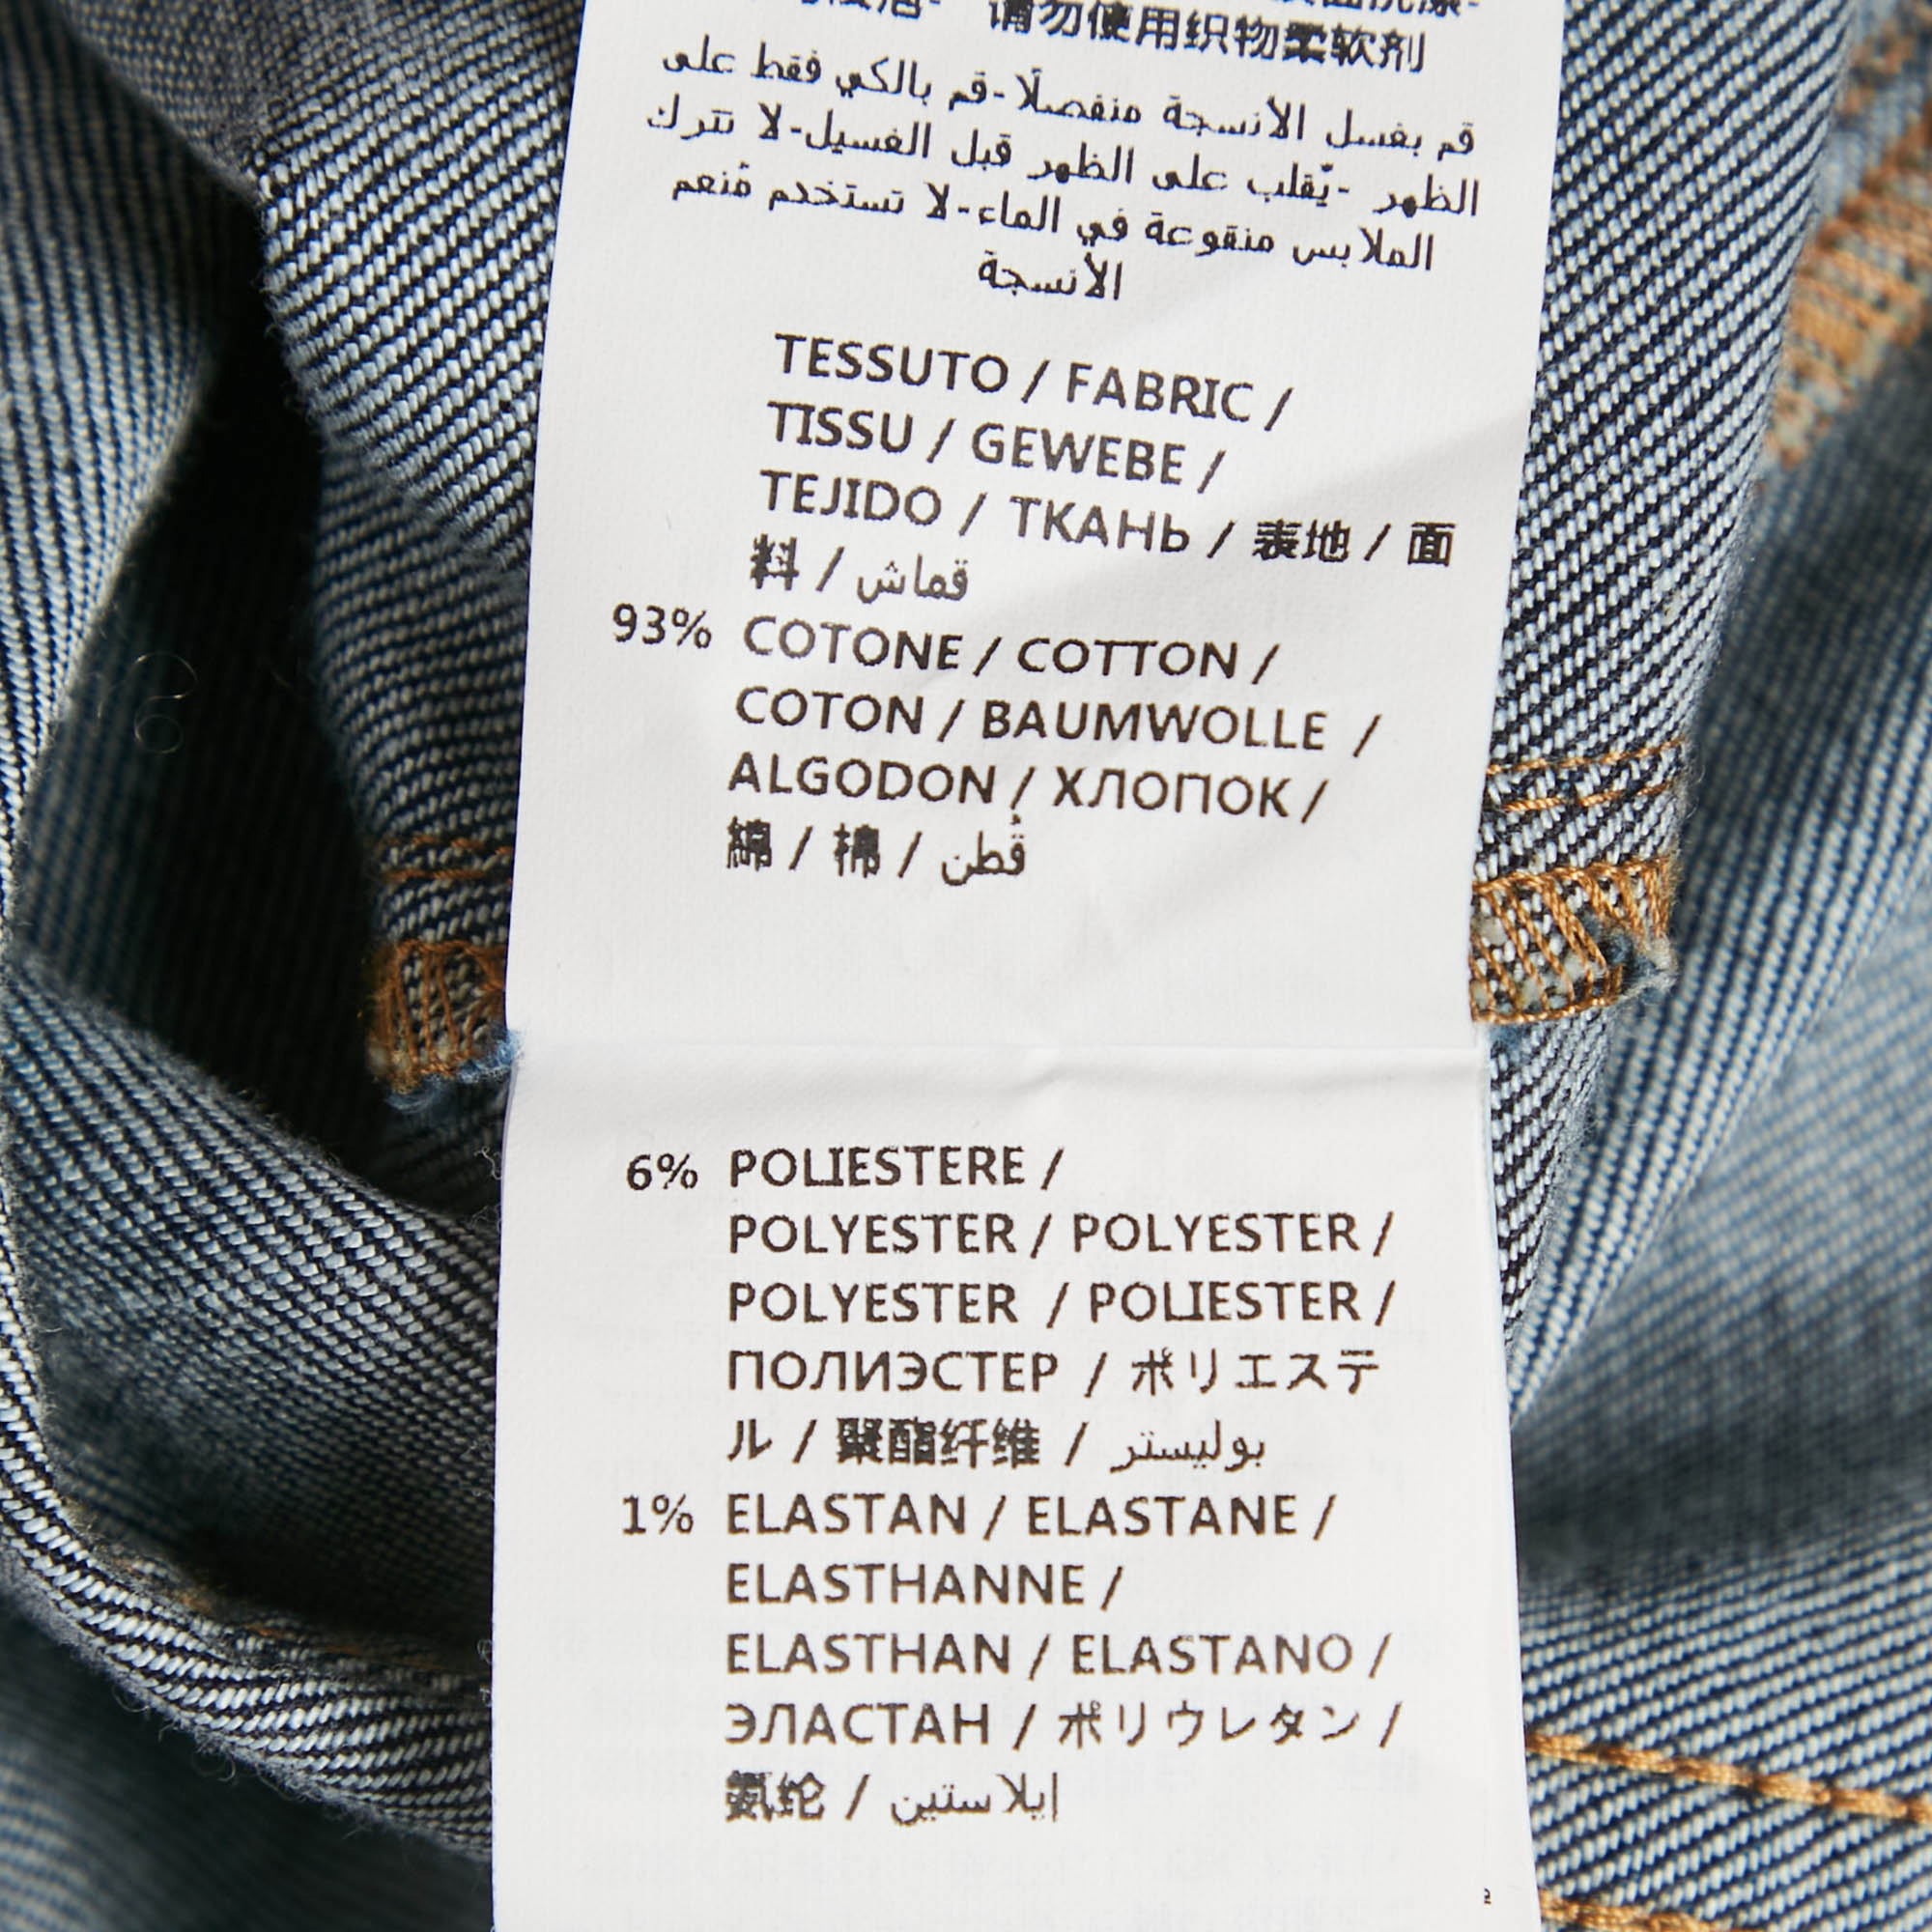 请勿使用织物柔软剂
قم بغسل الأنسجة منفصلًا-قم بالكي فقط على
الظهر -يّقلب على الظهر قبل الغسيل-لا تترك
الملابس منقوعة في الماء-لا تستخدم مُنعم
الأنسجة
TESSUTO / FABRIC /
TISSU / GEWEBE /
TEJIDO / ТКАНЬ / 表地 / 面
料 / قماش
93% COTONE / COTTON /
COTON / BAUMWOLLE /
ALGODON / ХЛОПОК /
綿 / 棉 / قُطن
6% POLIESTERE /
POLYESTER / POLYESTER /
POLYESTER / POLIESTER /
ПОЛИЭСТЕР / ポリエステ
ル / 聚酯纤维 / بوليستر
1% ELASTAN / ELASTANE /
ELASTHANNE /
ELASTHAN / ELASTANO /
ЭЛАСТАН / ポリウレタン /
氨纶 / إيلاستين
2